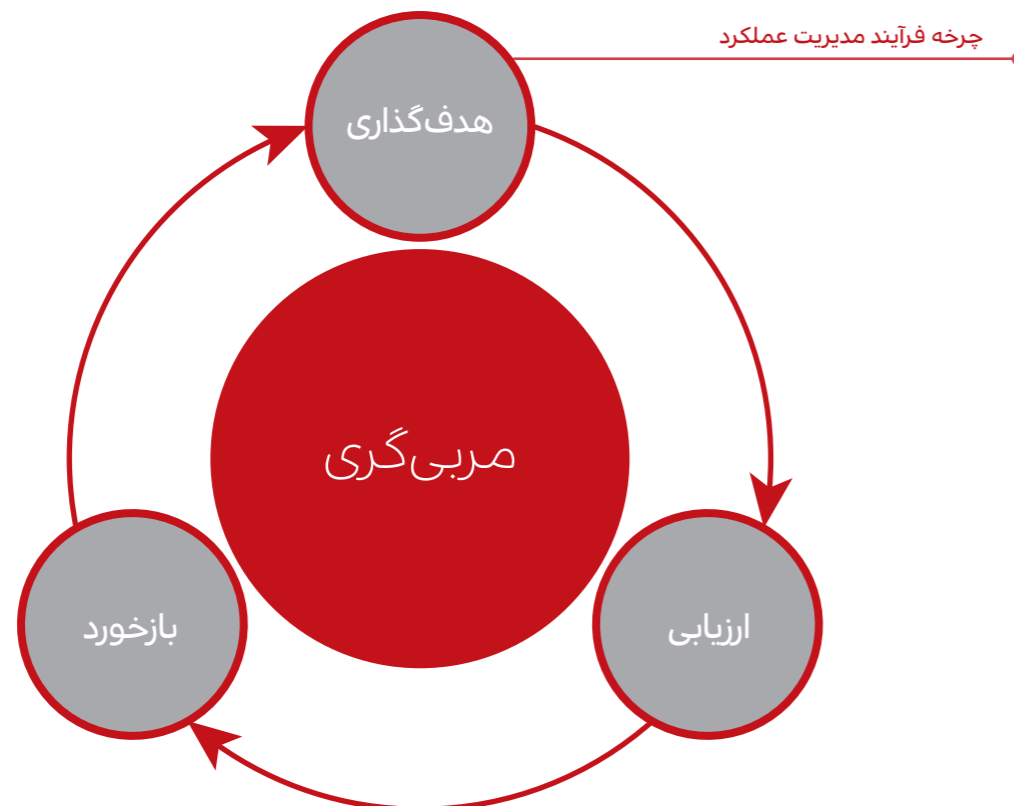 چرخه فرآیند مدیریت عملکرد
هدف‌گذاری
مربی‌گری
ارزیابی
بازخورد